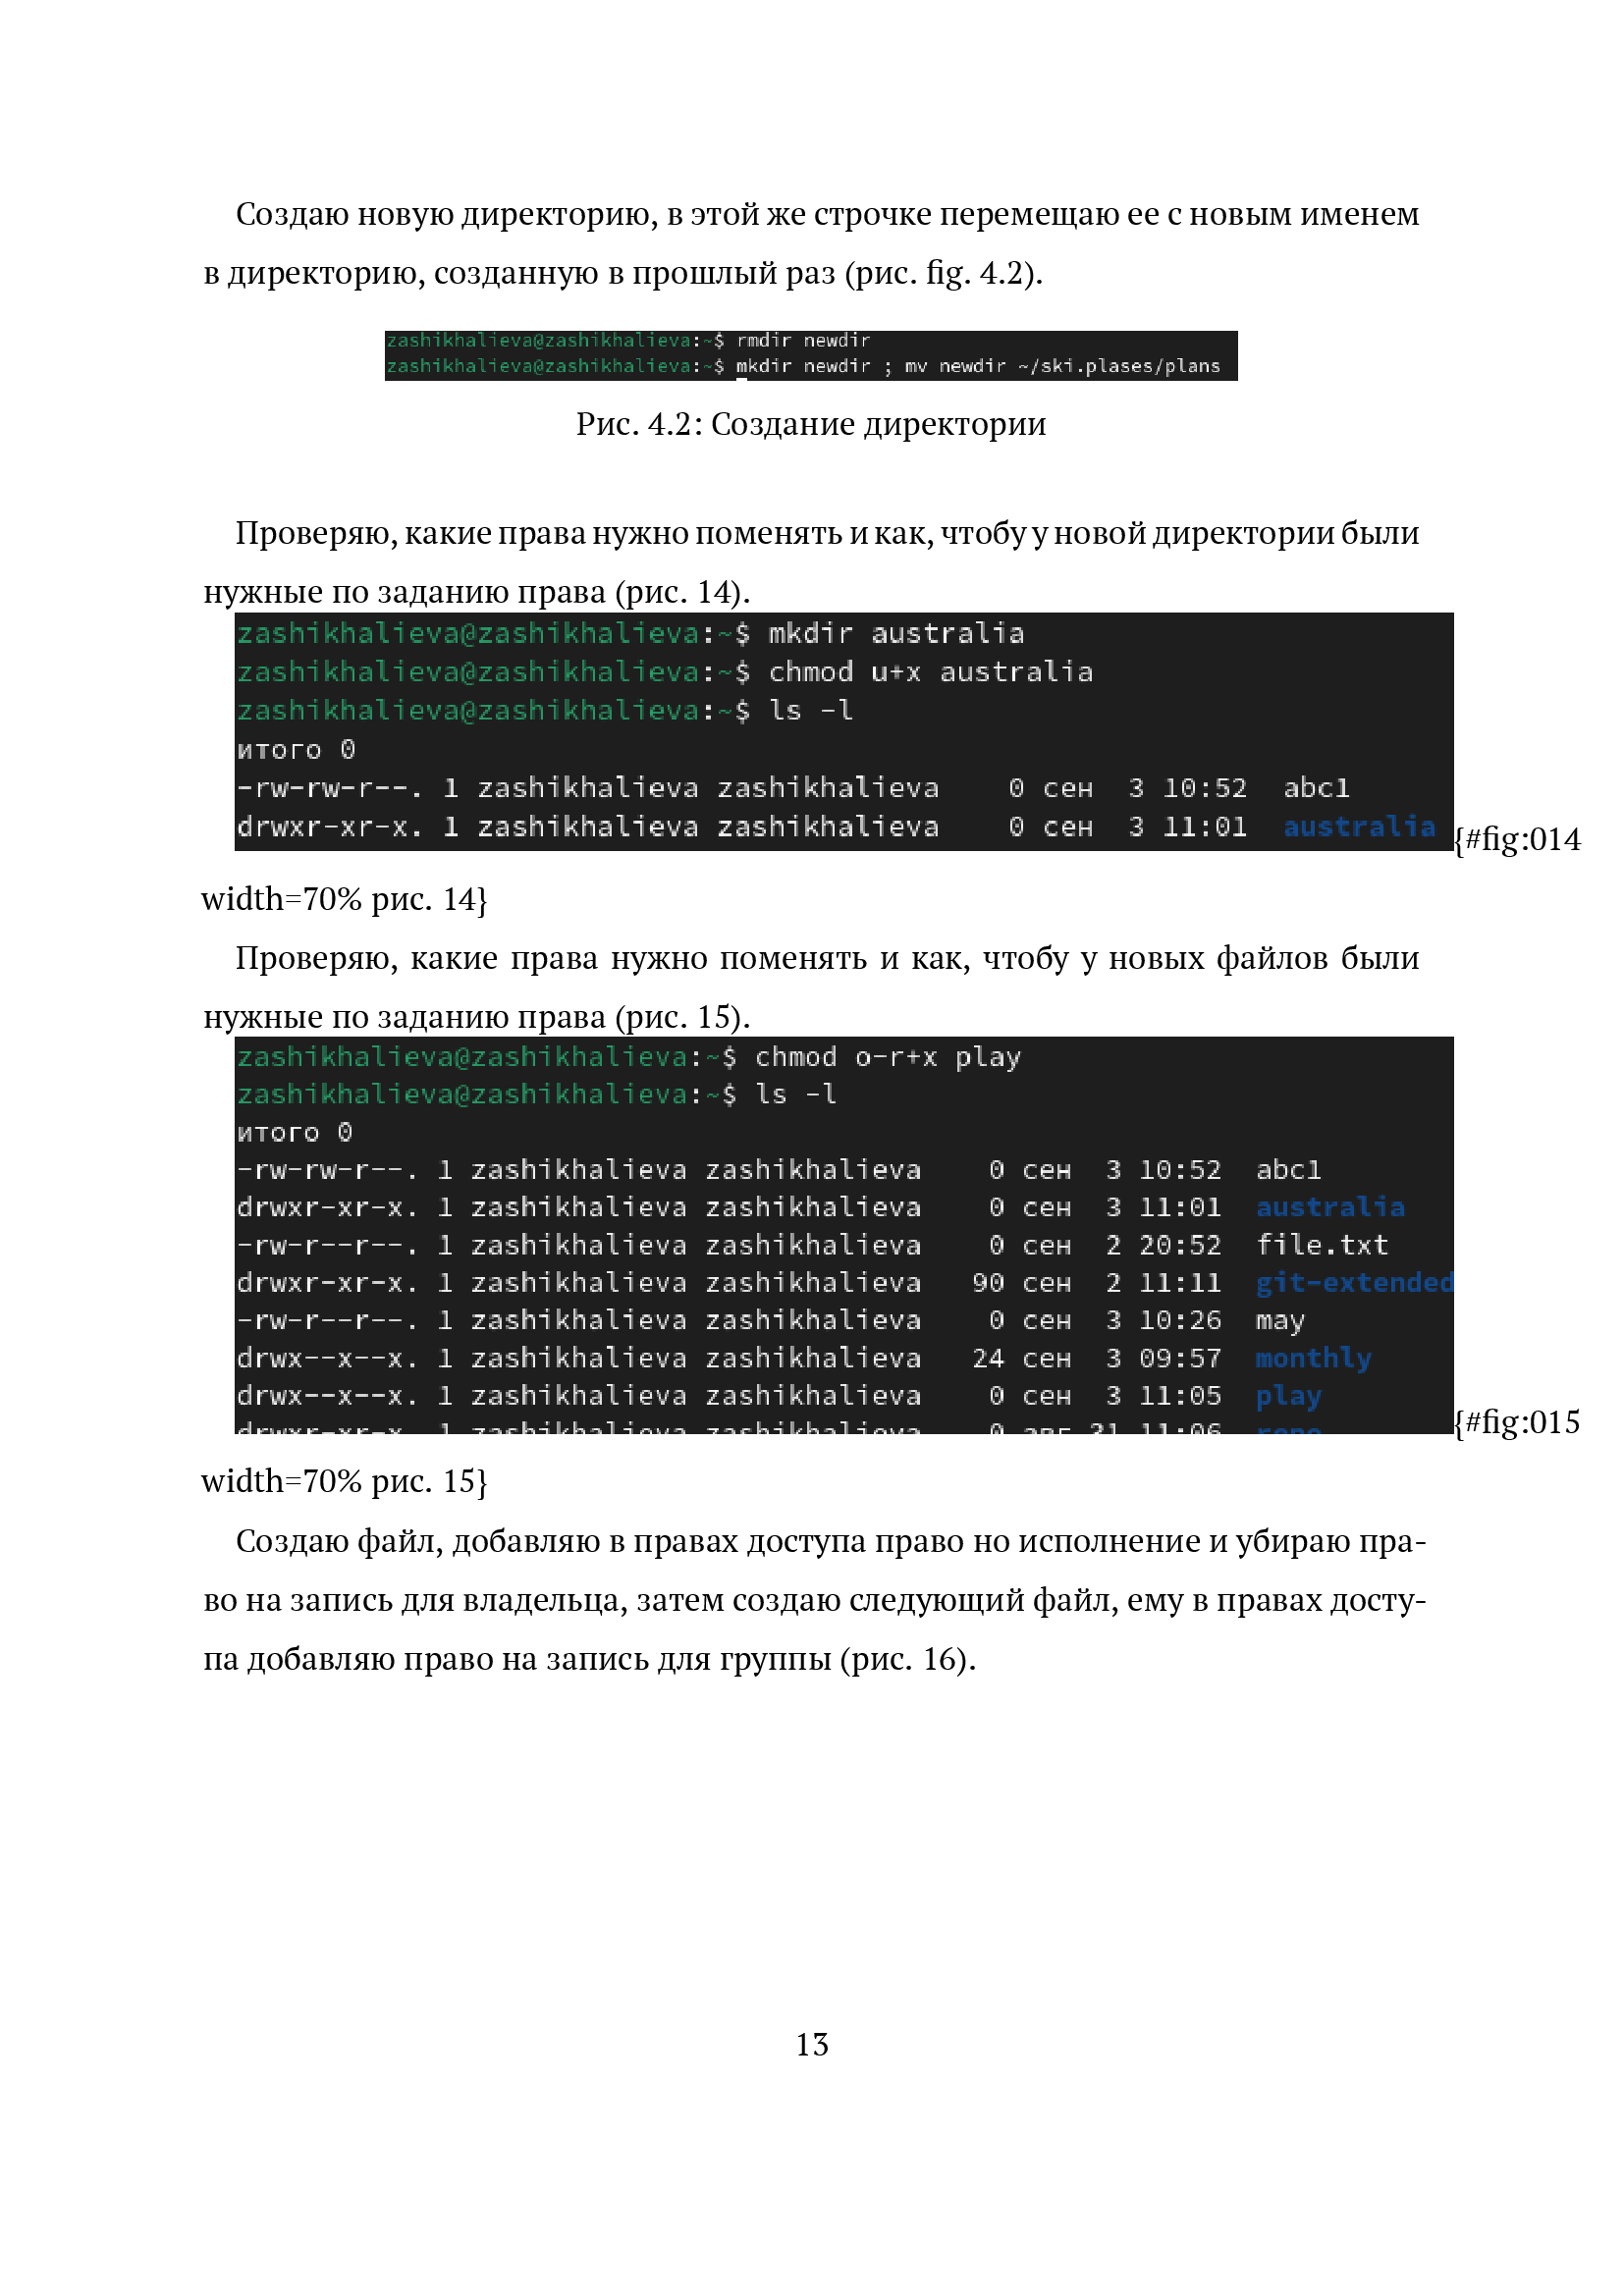 Создаю новую директорию, в этой же строчке перемещаю ее с новым именем
в директорию, созданную в прошлый раз (рис. fig. 4.2).
zashikhalieva@zashikhalieva:~$ rmdir newdir
zashikhalieva@zashikhalieva:~$ mkdir newdir ; mv newdir ~/ski.plases/plans
Рис. 4.2: Создание директории
Проверяю, какие права нужно поменять и как, чтобы у новой директории были
нужные по заданию права (рис. 14).
zashikhalieva@zashikhalieva:~$ mkdir australia
zashikhalieva@zashikhalieva:~$ chmod u+x australia
zashikhalieva@zashikhalieva:~$ ls -l
итого 0
-rw-rw-r--. 1 zashikhalieva zashikhalieva 0 сен 3 10:52 abc1
drwxr-xr-x. 1 zashikhalieva zashikhalieva 0 сен 3 11:01 australia {#fig:014
width=70% рис. 14}
Проверяю, какие права нужно поменять и как, чтобы у новых файлов были
нужные по заданию права (рис. 15).
zashikhalieva@zashikhalieva:~$ chmod o-r+x play
zashikhalieva@zashikhalieva:~$ ls -l
итого 0
-rw-rw-r--. 1 zashikhalieva zashikhalieva 0 сен 3 10:52 abc1
drwxr-xr-x. 1 zashikhalieva zashikhalieva 0 сен 3 11:01 australia
-rw-r--r--. 1 zashikhalieva zashikhalieva 0 сен 2 20:52 file.txt
drwxr-xr-x. 1 zashikhalieva zashikhalieva 90 сен 2 11:11 git-extended
-rw-r--r--. 1 zashikhalieva zashikhalieva 0 сен 3 10:26 may
drwx--x--x. 1 zashikhalieva zashikhalieva 24 сен 3 09:57 monthly
drwx--x--x. 1 zashikhalieva zashikhalieva 0 сен 3 11:05 play
drwxr-xr-x. 1 zashikhalieva zashikhalieva 0 авг 31 11:06 {#fig:015
width=70% рис. 15}
Создаю файл, добавляю в правах доступа право но исполнение и убираю пра-
во на запись для владельца, затем создаю следующий файл, ему в правах досту-
па добавляю право на запись для группы (рис. 16).
13